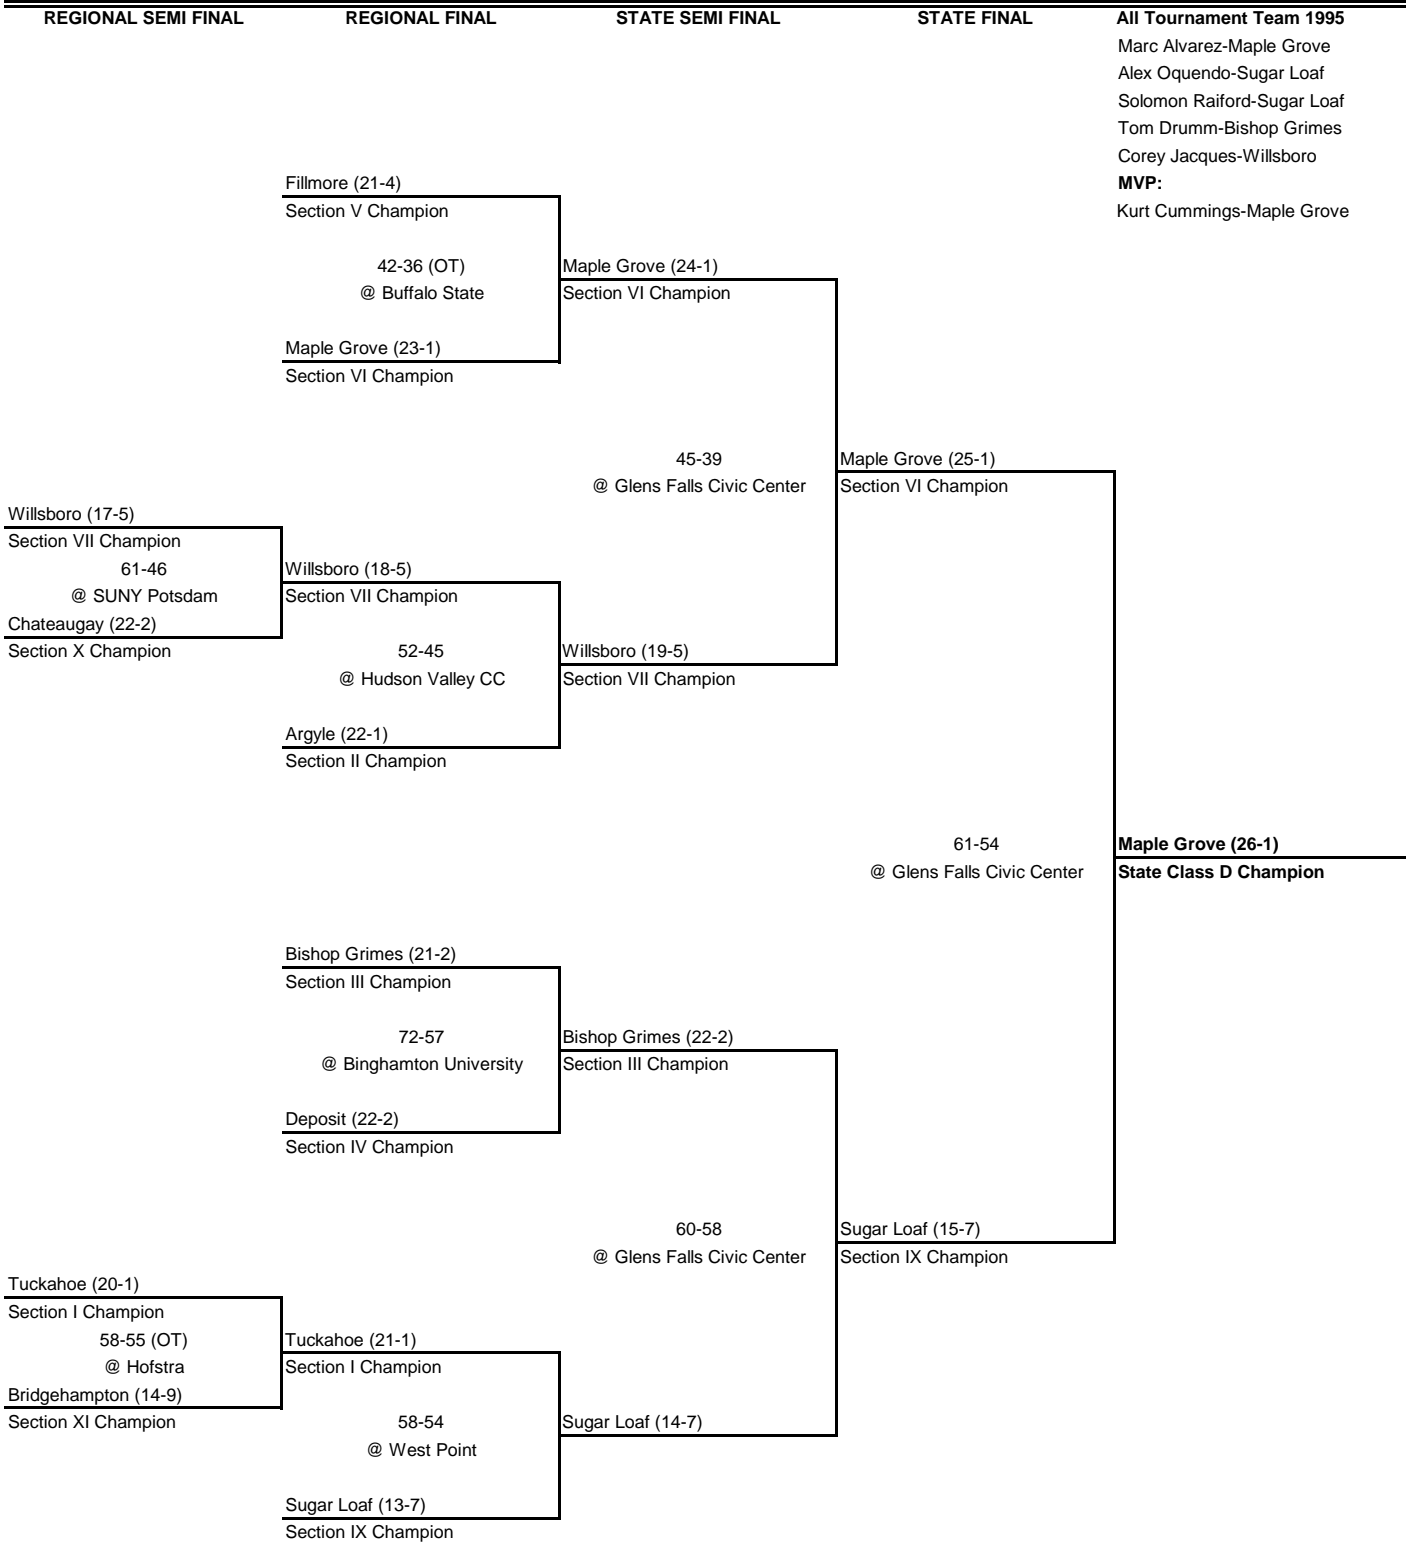 REGIONAL SEMI FINAL
REGIONAL FINAL
STATE SEMI FINAL
STATE FINAL
All Tournament Team 1995
Marc Alvarez-Maple Grove
Alex Oquendo-Sugar Loaf
Solomon Raiford-Sugar Loaf
Tom Drumm-Bishop Grimes
Corey Jacques-Willsboro
MVP:
Kurt Cummings-Maple Grove
Fillmore (21-4)
Section V Champion
42-36 (OT)
@ Buffalo State
Maple Grove (24-1)
Section VI Champion
Maple Grove (23-1)
Section VI Champion
45-39
@ Glens Falls Civic Center
Maple Grove (25-1)
Section VI Champion
Willsboro (17-5)
Section VII Champion
61-46
@ SUNY Potsdam
Willsboro (18-5)
Section VII Champion
Chateaugay (22-2)
Section X Champion
52-45
@ Hudson Valley CC
Willsboro (19-5)
Section VII Champion
Argyle (22-1)
Section II Champion
61-54
@ Glens Falls Civic Center
Maple Grove (26-1)
State Class D Champion
Bishop Grimes (21-2)
Section III Champion
72-57
@ Binghamton University
Bishop Grimes (22-2)
Section III Champion
Deposit (22-2)
Section IV Champion
60-58
@ Glens Falls Civic Center
Sugar Loaf (15-7)
Section IX Champion
Tuckahoe (20-1)
Section I Champion
58-55 (OT)
@ Hofstra
Tuckahoe (21-1)
Section I Champion
Bridgehampton (14-9)
Section XI Champion
58-54
@ West Point
Sugar Loaf (14-7)
Sugar Loaf (13-7)
Section IX Champion